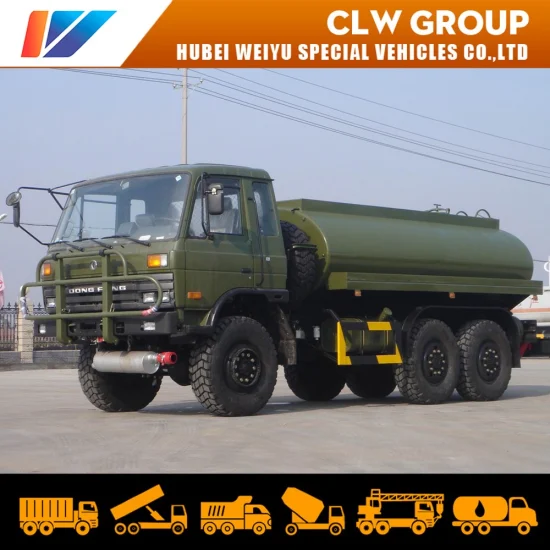 CLW GROUP
HUBEI WEIYU SPECIAL VEHICLES CO.,LTD
DONG FENG